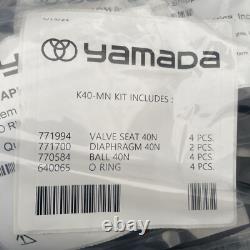 YAMADA
K40-MN KIT INCLUDES :
771994 VALVE SEAT 40N 4 PCS.
771700 DIAPHRAGM 40N 2 PCS.
770584 BALL 40N 4 PCS.
640065 O RING 4 PCS.
O RING